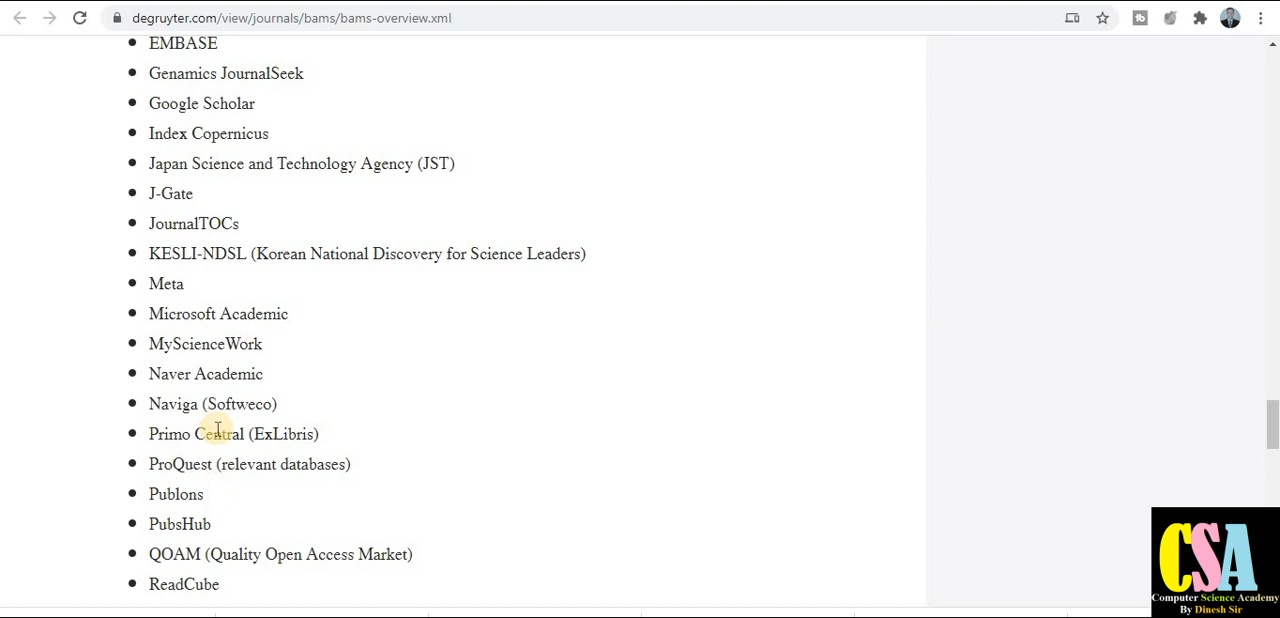 degruyter.com/view/journals/bams/bams-overview.xml
EMBASE
Genamics JournalSeek
Google Scholar
Index Copernicus
Japan Science and Technology Agency (JST)
J-Gate
JournalTOCs
KESLI-NDSL (Korean National Discovery for Science Leaders)
Meta
Microsoft Academic
MyScienceWork
Naver Academic
Naviga (Softweco)
Primo Central (ExLibris)
ProQuest (relevant databases)
Publons
PubsHub
QOAM (Quality Open Access Market)
ReadCube
CSA
Computer Science Academy
By Dinesh Sir